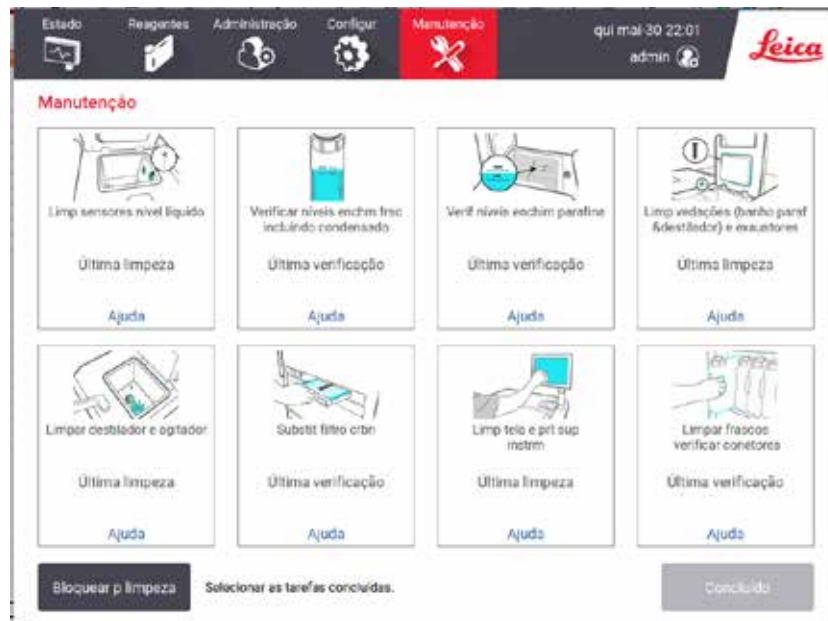 Estado Reagentes Administração Configur Manutenção
qui mai-30 22:01
admin
Leica
Manutenção
Limp sensores nível líquido
Última limpeza
Ajuda
Verificar níveis enchim frsc
incluindo condensado
Última verificação
Ajuda
Verif níveis enchim parafina
Última verificação
Ajuda
Limp vedações (banho paraf
&destilador) e exaustores
Última limpeza
Ajuda
Limpar destilador e agitador
Última limpeza
Ajuda
Substit filtro crbn
Última verificação
Ajuda
Limp tela e prt sup
instrm
Última limpeza
Ajuda
Limpar frascos
verificar conetores
Última verificação
Ajuda
Bloquear p limpeza
Selecionar as tarefas concluídas.
Concluído